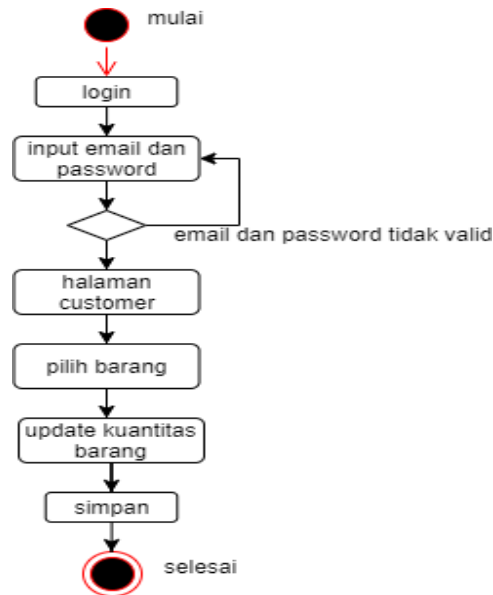 mulai
login
input email dan
password
email dan password tidak valid
halaman
customer
pilih barang
update kuantitas
barang
simpan
selesai